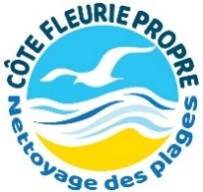 CÔTE FLEURIE PROPRE
Nettoyage des plages